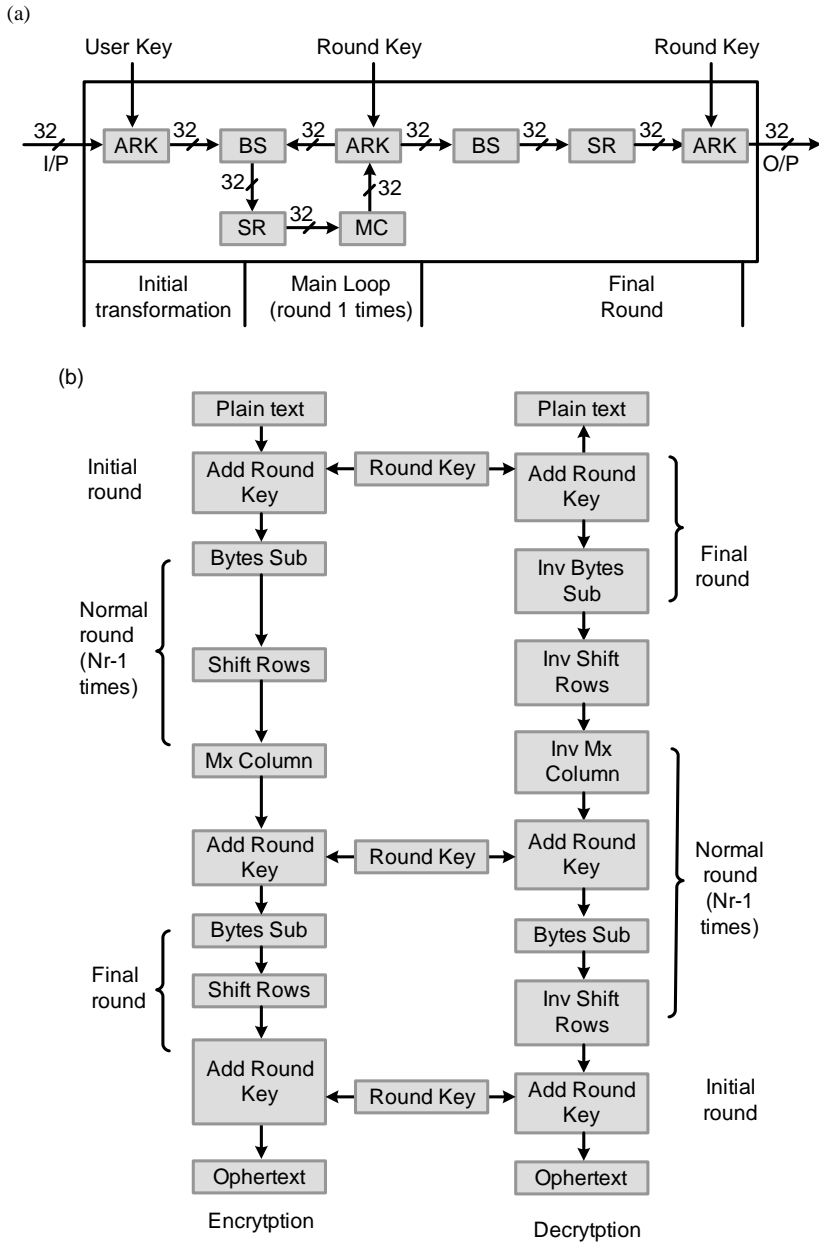 (a)
User Key
Round Key
Round Key
32
I/P
ARK
32
BS
32
ARK
32
BS
32
SR
32
ARK
32
O/P
32
32
SR
32
MC
Initial
transformation
Main Loop
(round 1 times)
Final
Round
(b)
Plain text
Plain text
Initial
round
Add Round
Key
Round Key
Add Round
Key
Final
round
Bytes Sub
Inv Bytes
Sub
Normal
round
(Nr-1
times)
Shift Rows
Inv Shift
Rows
Mx Column
Inv Mx
Column
Add Round
Key
Round Key
Add Round
Key
Normal
round
(Nr-1
times)
Bytes Sub
Bytes Sub
Final
round
Shift Rows
Inv Shift
Rows
Add Round
Key
Round Key
Add Round
Key
Initial
round
Ophertext
Ophertext
Encrytption
Decrytption